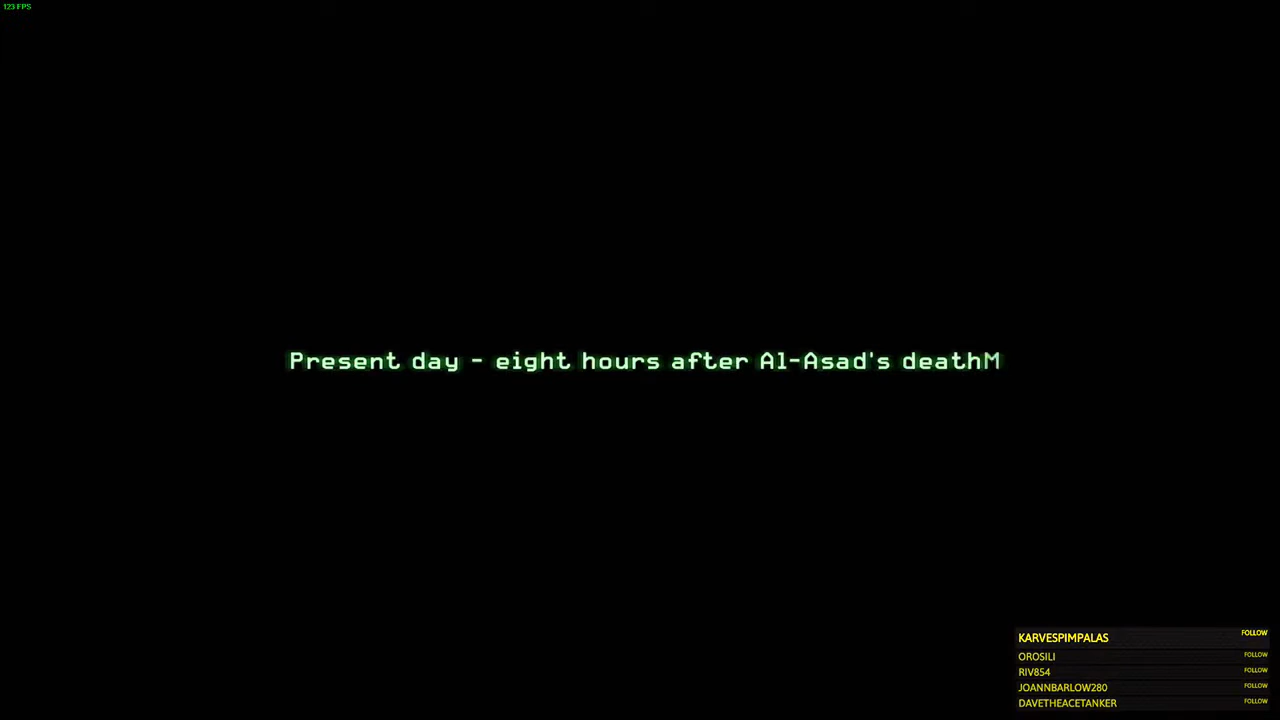 123 FPS
Present day - eight hours after Al-Asad's deathM
KARVESPIMPALAS FOLLOW
OROSILI FOLLOW
RIV854 FOLLOW
JOANNBARLOW280 FOLLOW
DAVETHEACETANKER FOLLOW